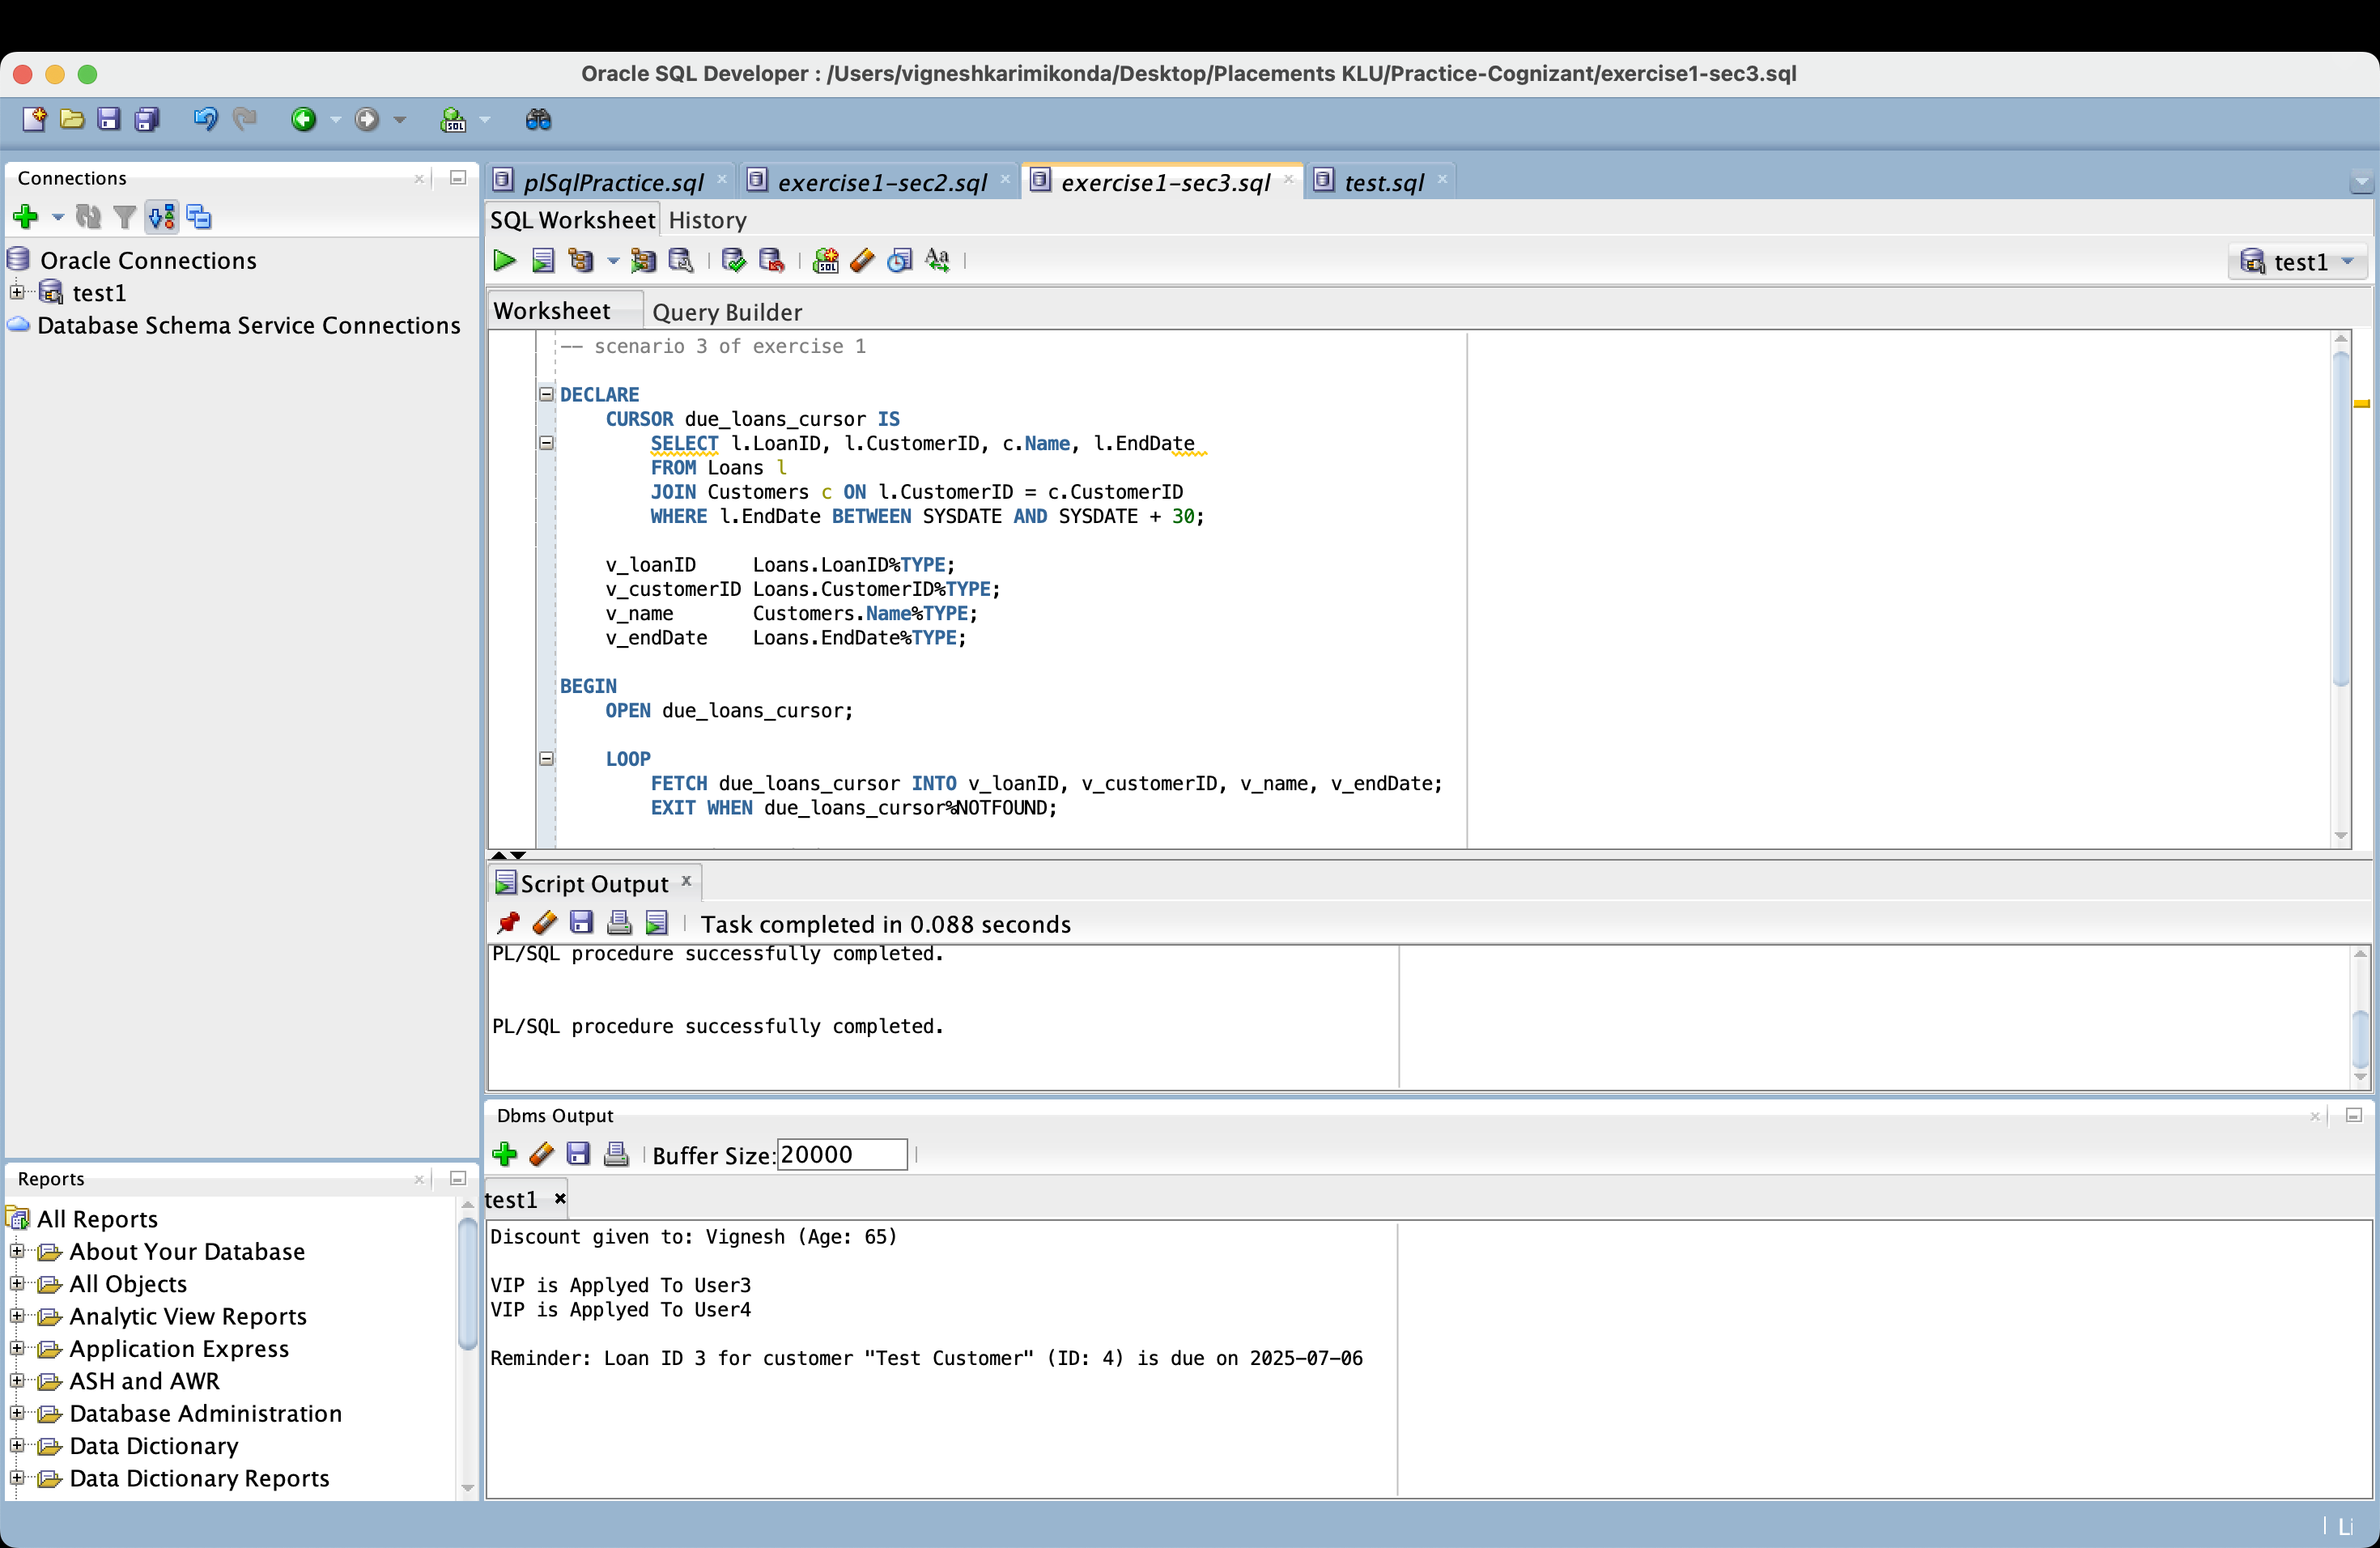 Oracle SQL Developer : /Users/vigneshkarimikonda/Desktop/Placements KLU/Practice-Cognizant/exercise1-sec3.sql
Connections
Oracle Connections
test1
Database Schema Service Connections
plSqlPractice.sql
exercise1-sec2.sql
exercise1-sec3.sql
test.sql
SQL Worksheet History
test1
Worksheet Query Builder
-- scenario 3 of exercise 1
DECLARE
CURSOR due_loans_cursor IS
SELECT l.LoanID, l.CustomerID, c.Name, l.EndDate
FROM Loans l
JOIN Customers c ON l.CustomerID = c.CustomerID
WHERE l.EndDate BETWEEN SYSDATE AND SYSDATE + 30;
v_loanID Loans.LoanID%TYPE;
v_customerID Loans.CustomerID%TYPE;
v_name Customers.Name%TYPE;
v_endDate Loans.EndDate%TYPE;
BEGIN
OPEN due_loans_cursor;
LOOP
FETCH due_loans_cursor INTO v_loanID, v_customerID, v_name, v_endDate;
EXIT WHEN due_loans_cursor%NOTFOUND;
Script Output
Task completed in 0.088 seconds
PL/SQL procedure successfully completed.
PL/SQL procedure successfully completed.
Dbms Output
Buffer Size: 20000
test1
Discount given to: Vignesh (Age: 65)
VIP is Applyed To User3
VIP is Applyed To User4
Reminder: Loan ID 3 for customer "Test Customer" (ID: 4) is due on 2025-07-06
Reports
All Reports
About Your Database
All Objects
Analytic View Reports
Application Express
ASH and AWR
Database Administration
Data Dictionary
Data Dictionary Reports
Li